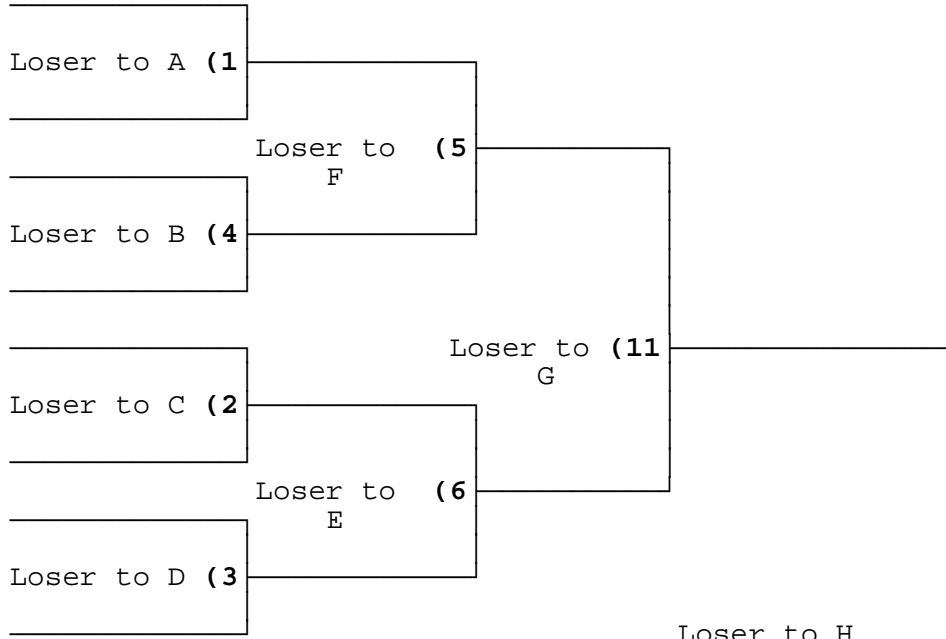 Loser to A (1
Loser to (5
F
Loser to B (4
Loser to (11
G
Loser to C (2
Loser to (6
E
Loser to D (3
Loser to H